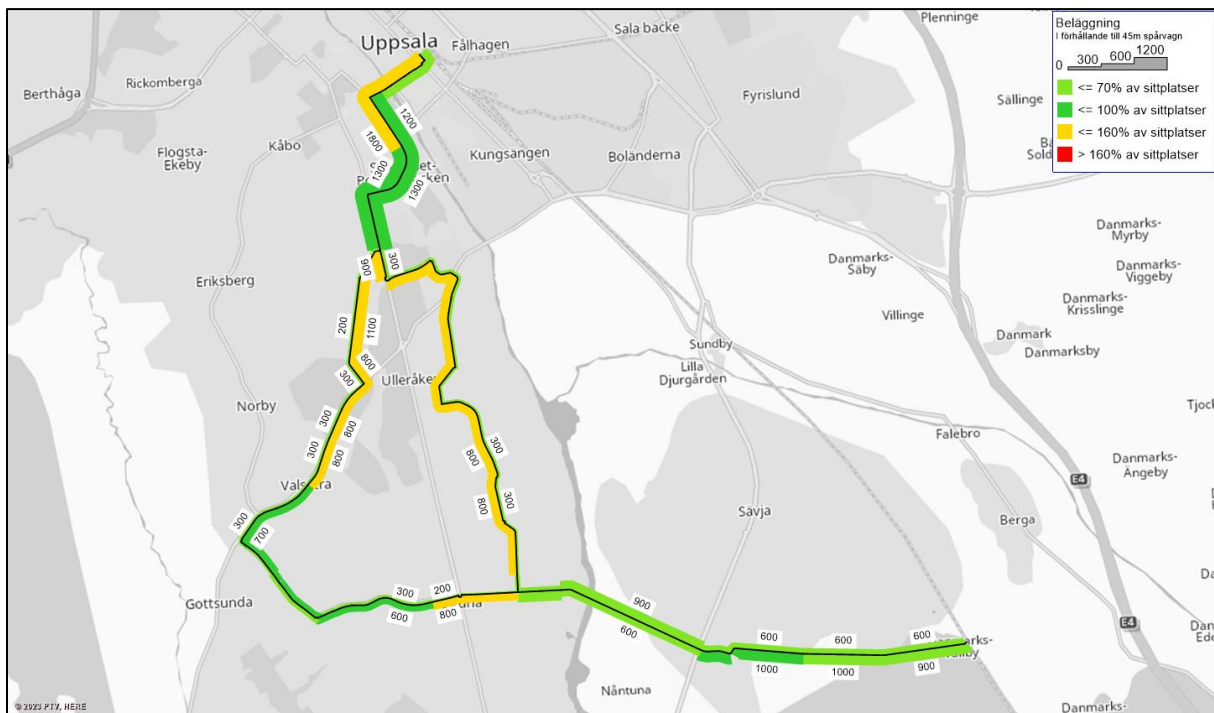 Beläggning
I förhållande till 45m spårvagn
0 300 600 1200
<= 70% av sittplatser
<= 100% av sittplatser
<= 160% av sittplatser
> 160% av sittplatser
Plenninge
Sala backe
Uppsala
Fålhagen
Rickomberga
Berthåga
Fyrislund
Sällinge
Flogsta-
Ekeby
Kåbo
Kungsängen
Boländerna
1200
1800
1300
1300
Danmarks-
Myrby
Danmarks-
Viggeby
Danmarks-
Säby
Danmarks-
Krisslinge
Eriksberg
900
300
Villinge
Danmark
Danmarksby
200
1100
Sundby
Lilla
Djurgården
800
300
Ulleråker
Norby
300
800
300
800
Falebro
Danmarks-
Ängeby
E4
300
800
300
800
Sävja
Berga
300
700
Gottsunda
300
600
200
800
900
600
600
1000
600
1000
600
900
E4
Nåntuna
Danmarks-
© 2023 PTV, HERE